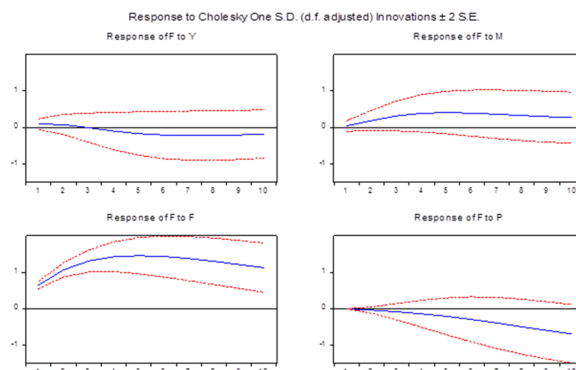 Response to Cholesky One S.D. (d.f. adjusted) Innovations ± 2 S.E.
Response of F to Y
Response of F to M
1
0
-1
1 2 3 4 5 6 7 8 9 10
1
0
-1
1 2 3 4 5 6 7 8 9 10
Response of F to F
Response of F to P
1
0
-1
1
0
-1